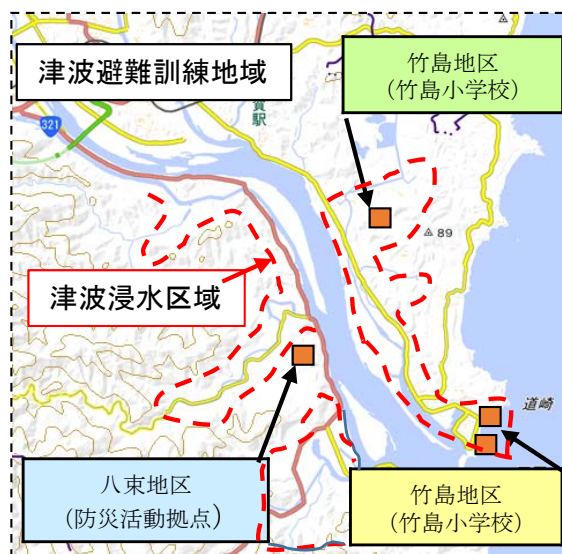 津波避難訓練地域
竹島地区
(竹島小学校)
321
賀駅
89
津波浸水区域
道崎
八束地区
(防災活動拠点)
竹島地区
(竹島小学校)